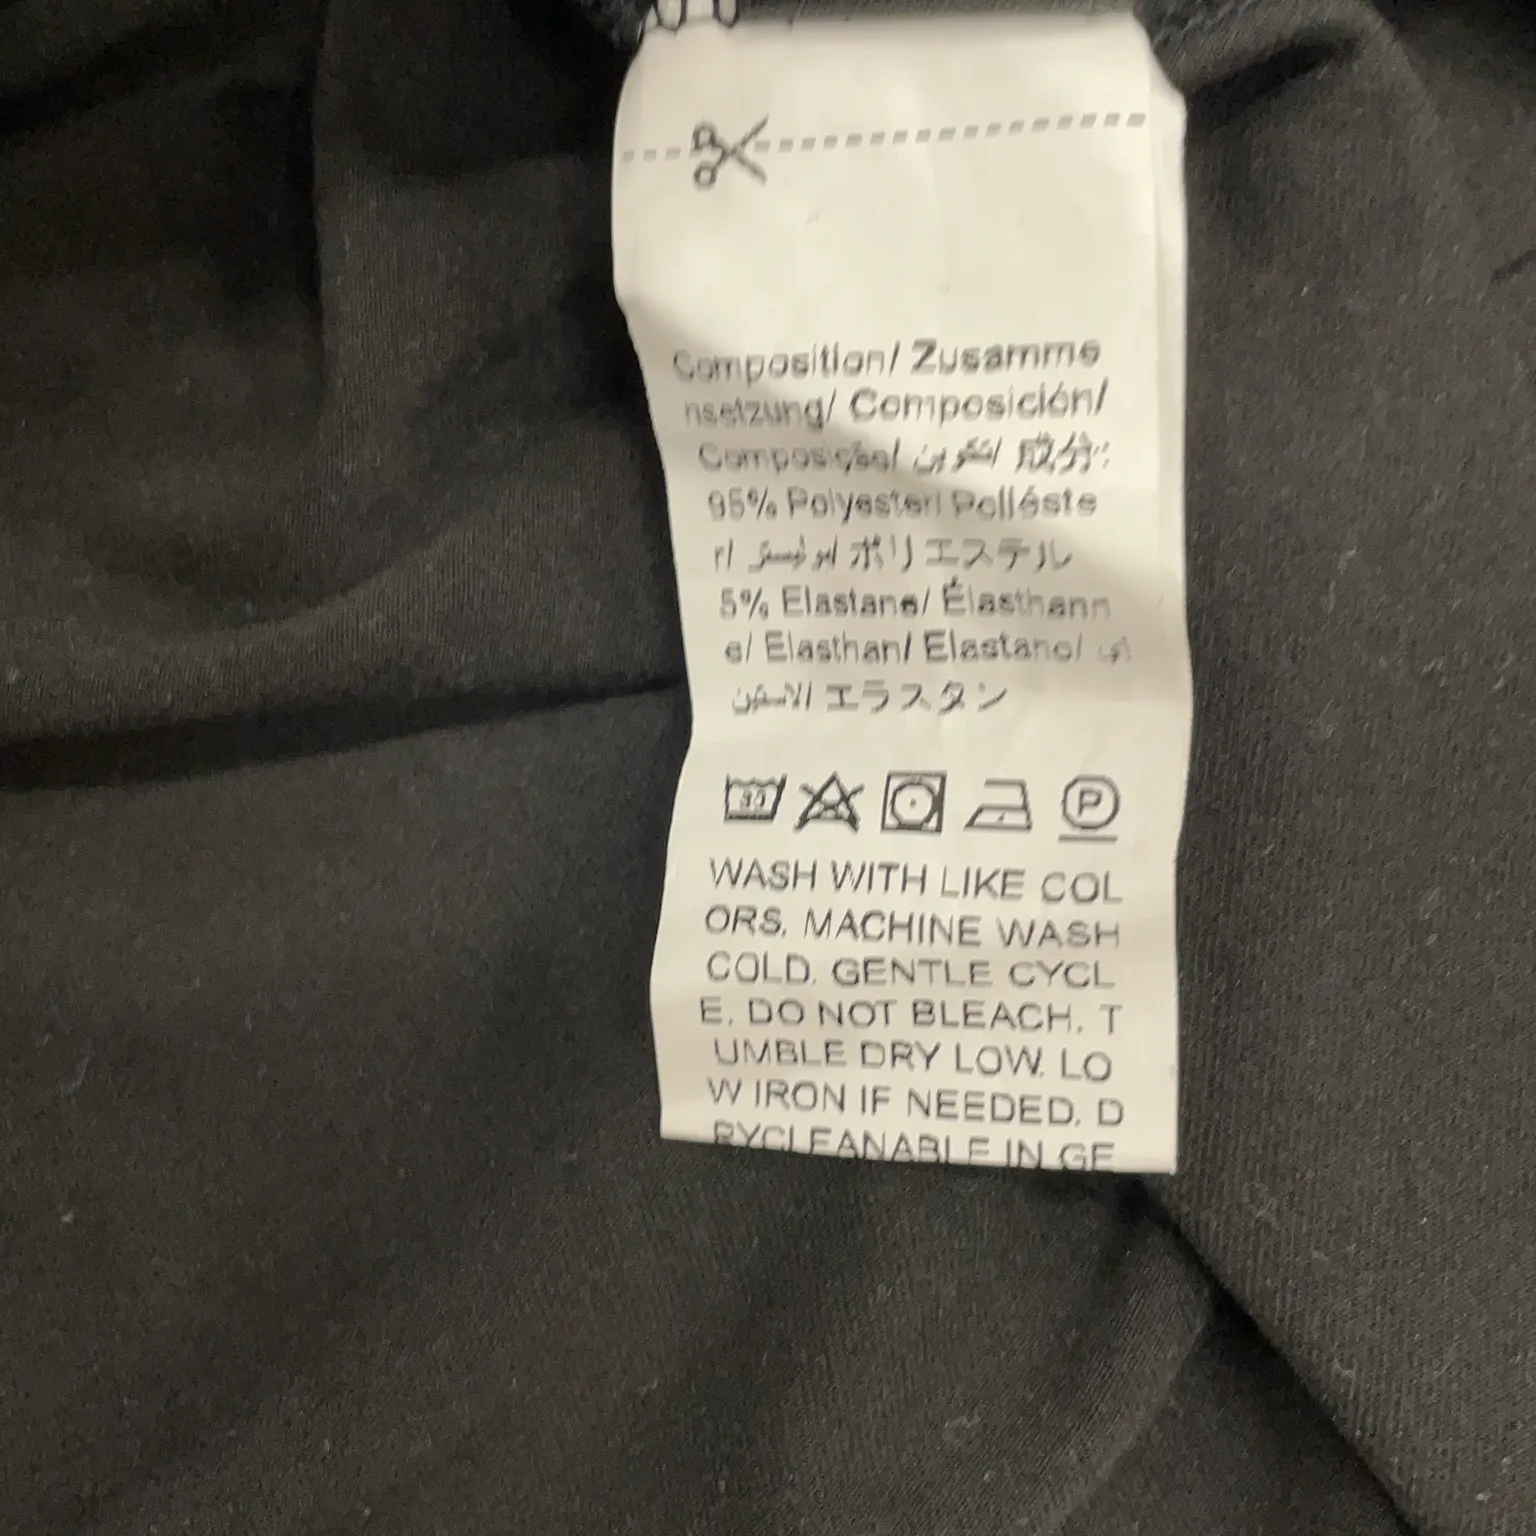 Composition/ Zusamme
nsetzung/ Composición/
Composição/ تكوين/ 成分:
95% Polyester/ Poliéste
r/ ポリエステル
5% Elastane/ Élasthann
e/ Elasthan/ Elastano/
エラスタン
30
P
WASH WITH LIKE COL
ORS. MACHINE WASH
COLD. GENTLE CYCL
E. DO NOT BLEACH. T
UMBLE DRY LOW. LO
W IRON IF NEEDED. D
RYCLEANABLE IN GE